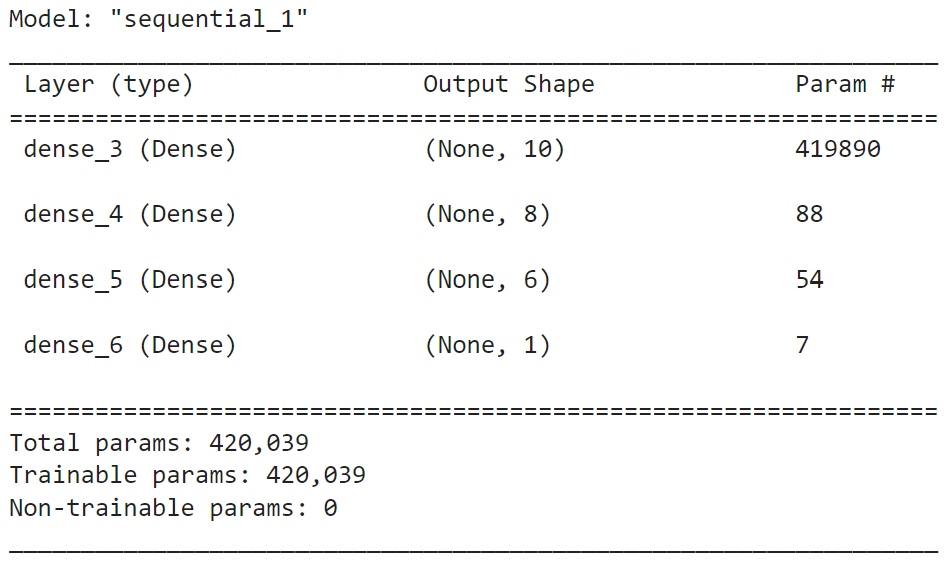 Model: "sequential_1"
_________________________________________________________________
Layer (type) Output Shape Param #
=================================================================
dense_3 (Dense) (None, 10) 419890
dense_4 (Dense) (None, 8) 88
dense_5 (Dense) (None, 6) 54
dense_6 (Dense) (None, 1) 7
=================================================================
Total params: 420,039
Trainable params: 420,039
Non-trainable params: 0
_________________________________________________________________